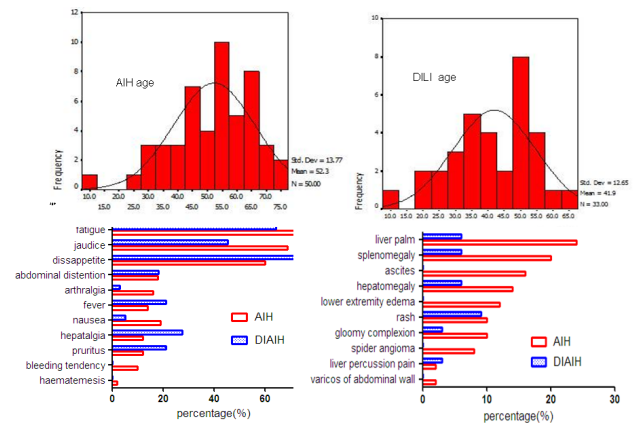 12
10
8
6
4
2
0
Frequency
AIH age
Std. Dev = 13.77
Mean = 52.3
N = 50.00
10.0 20.0 30.0 40.0 50.0 60.0 70.0
15.0 25.0 35.0 45.0 55.0 65.0 75.0
10
8
6
4
2
0
Frequency
DILI age
Std. Dev = 12.65
Mean = 41.9
N = 33.00
10.0 20.0 30.0 40.0 50.0 60.0
15.0 25.0 35.0 45.0 55.0 65.0
fatigue
jaudice
dissappetite
abdominal distention
arthralgia
fever
nausea
hepatalgia
pruritus
bleeding tendency
haematemesis
AIH
DIAIH
0 20 40 60
percentage(%)
liver palm
splenomegaly
ascites
hepatomegaly
lower extremity edema
rash
gloomy complexion
spider angioma
liver percussion pain
varicos of abdominal wall
AIH
DIAIH
0 10 20 30
percentage(%)